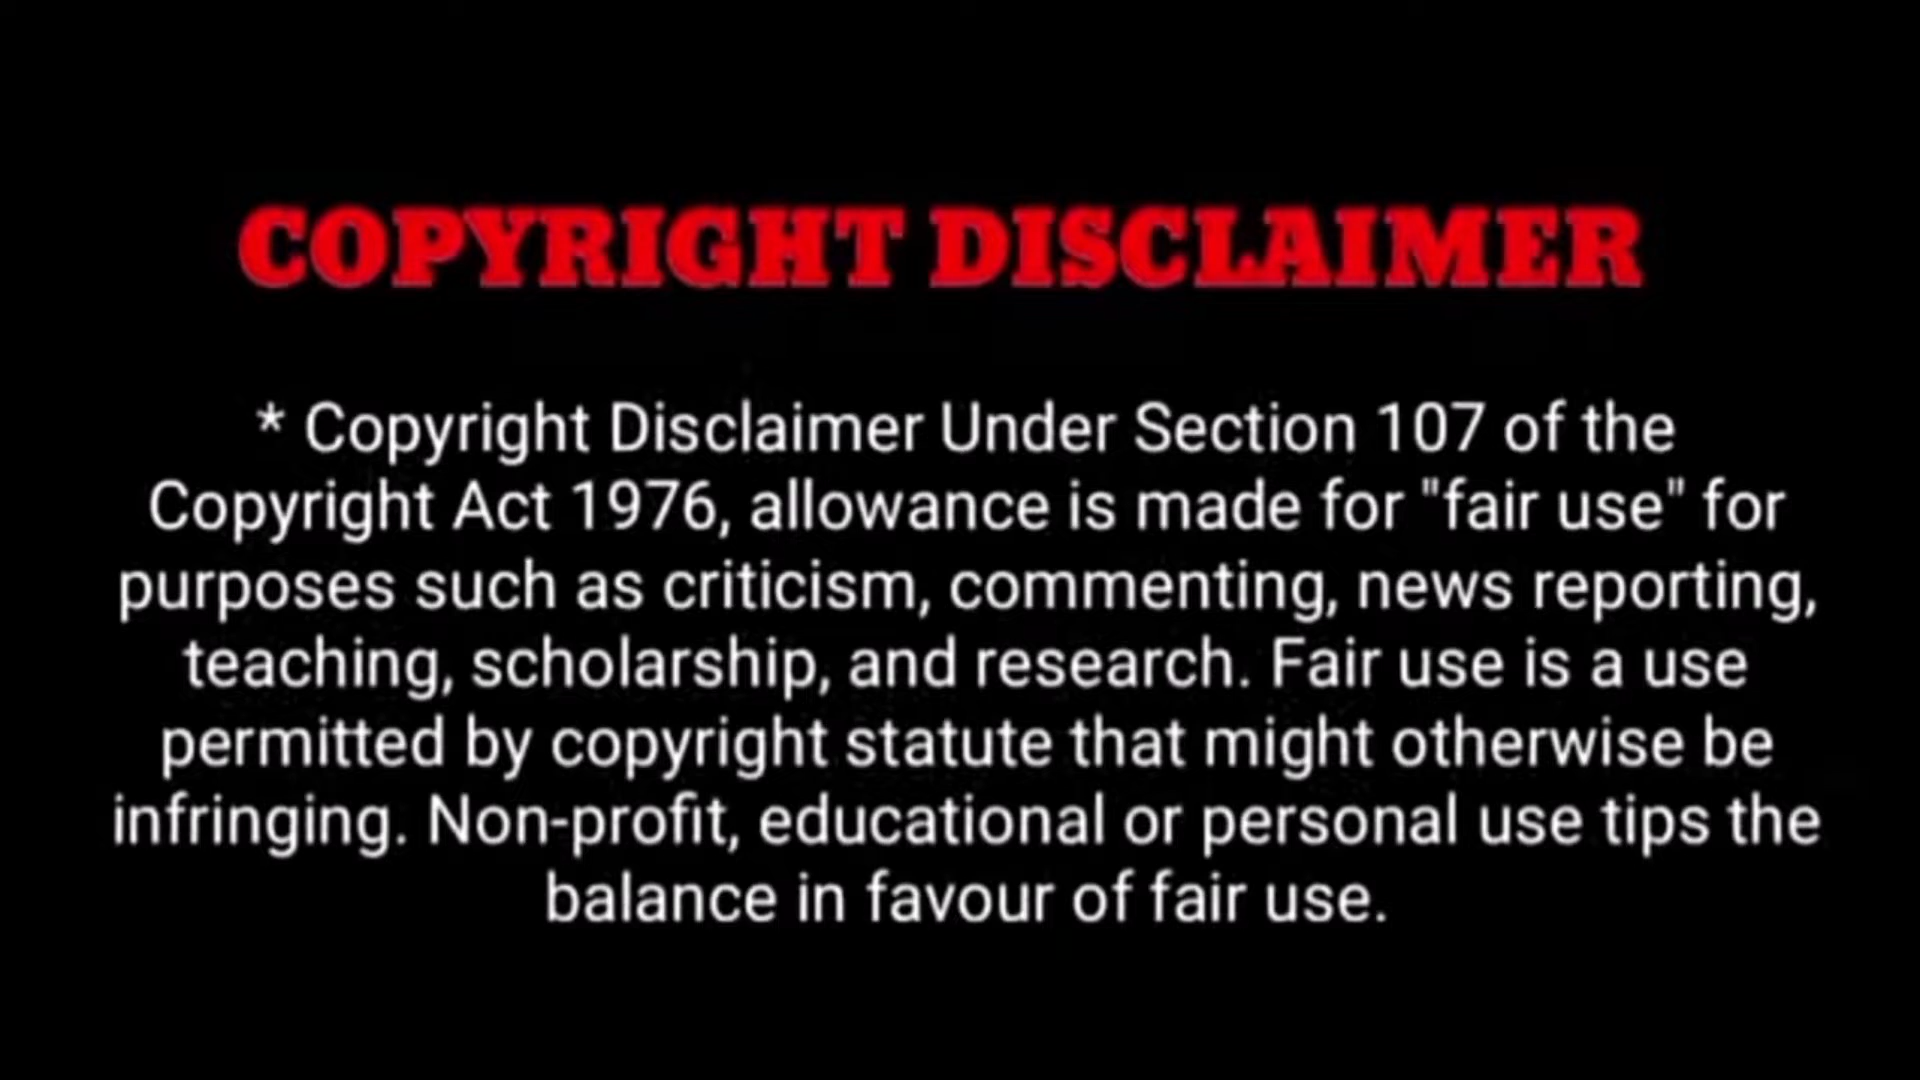 COPYRIGHT DISCLAIMER
* Copyright Disclaimer Under Section 107 of the
Copyright Act 1976, allowance is made for "fair use" for
purposes such as criticism, commenting, news reporting,
teaching, scholarship, and research. Fair use is a use
permitted by copyright statute that might otherwise be
infringing. Non-profit, educational or personal use tips the
balance in favour of fair use.